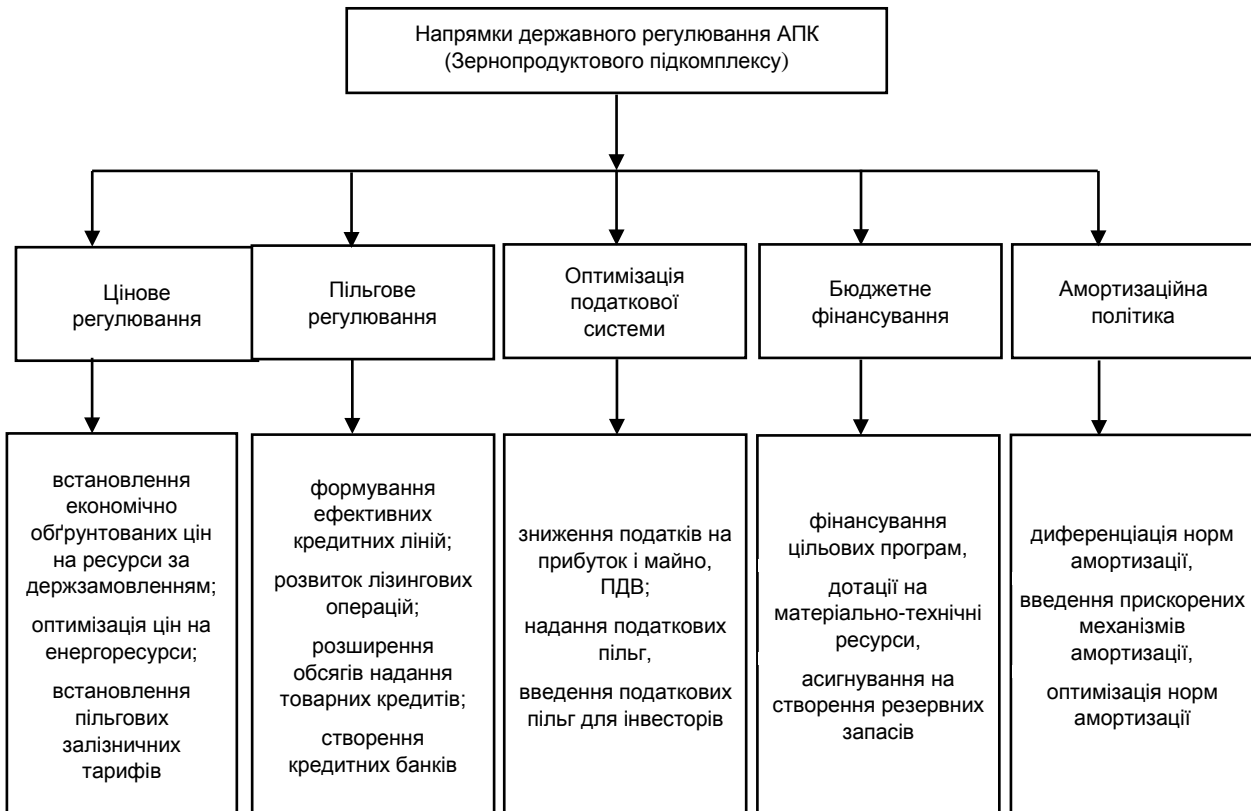 Напрямки державного регулювання АПК
(Зернопродуктового підкомплексу)
Цінове
регулювання
Пільгове
регулювання
Оптимізація
податкової
системи
Бюджетне
фінансування
Амортизаційна
політика
встановлення
економічно
обґрунтованих цін
на ресурси за
держзамовленням;
оптимізація цін на
енергоресурси;
встановлення
пільгових
залізничних
тарифів
формування
ефективних
кредитних ліній;
розвиток лізингових
операцій;
розширення
обсягів надання
товарних кредитів;
створення
кредитних банків
зниження податків на
прибуток і майно,
ПДВ;
надання податкових
пільг,
введення податкових
пільг для інвесторів
фінансування
цільових програм,
дотації на
матеріально-технічні
ресурси,
асигнування на
створення резервних
запасів
диференціація норм
амортизації,
введення прискорених
механізмів
амортизації,
оптимізація норм
амортизації